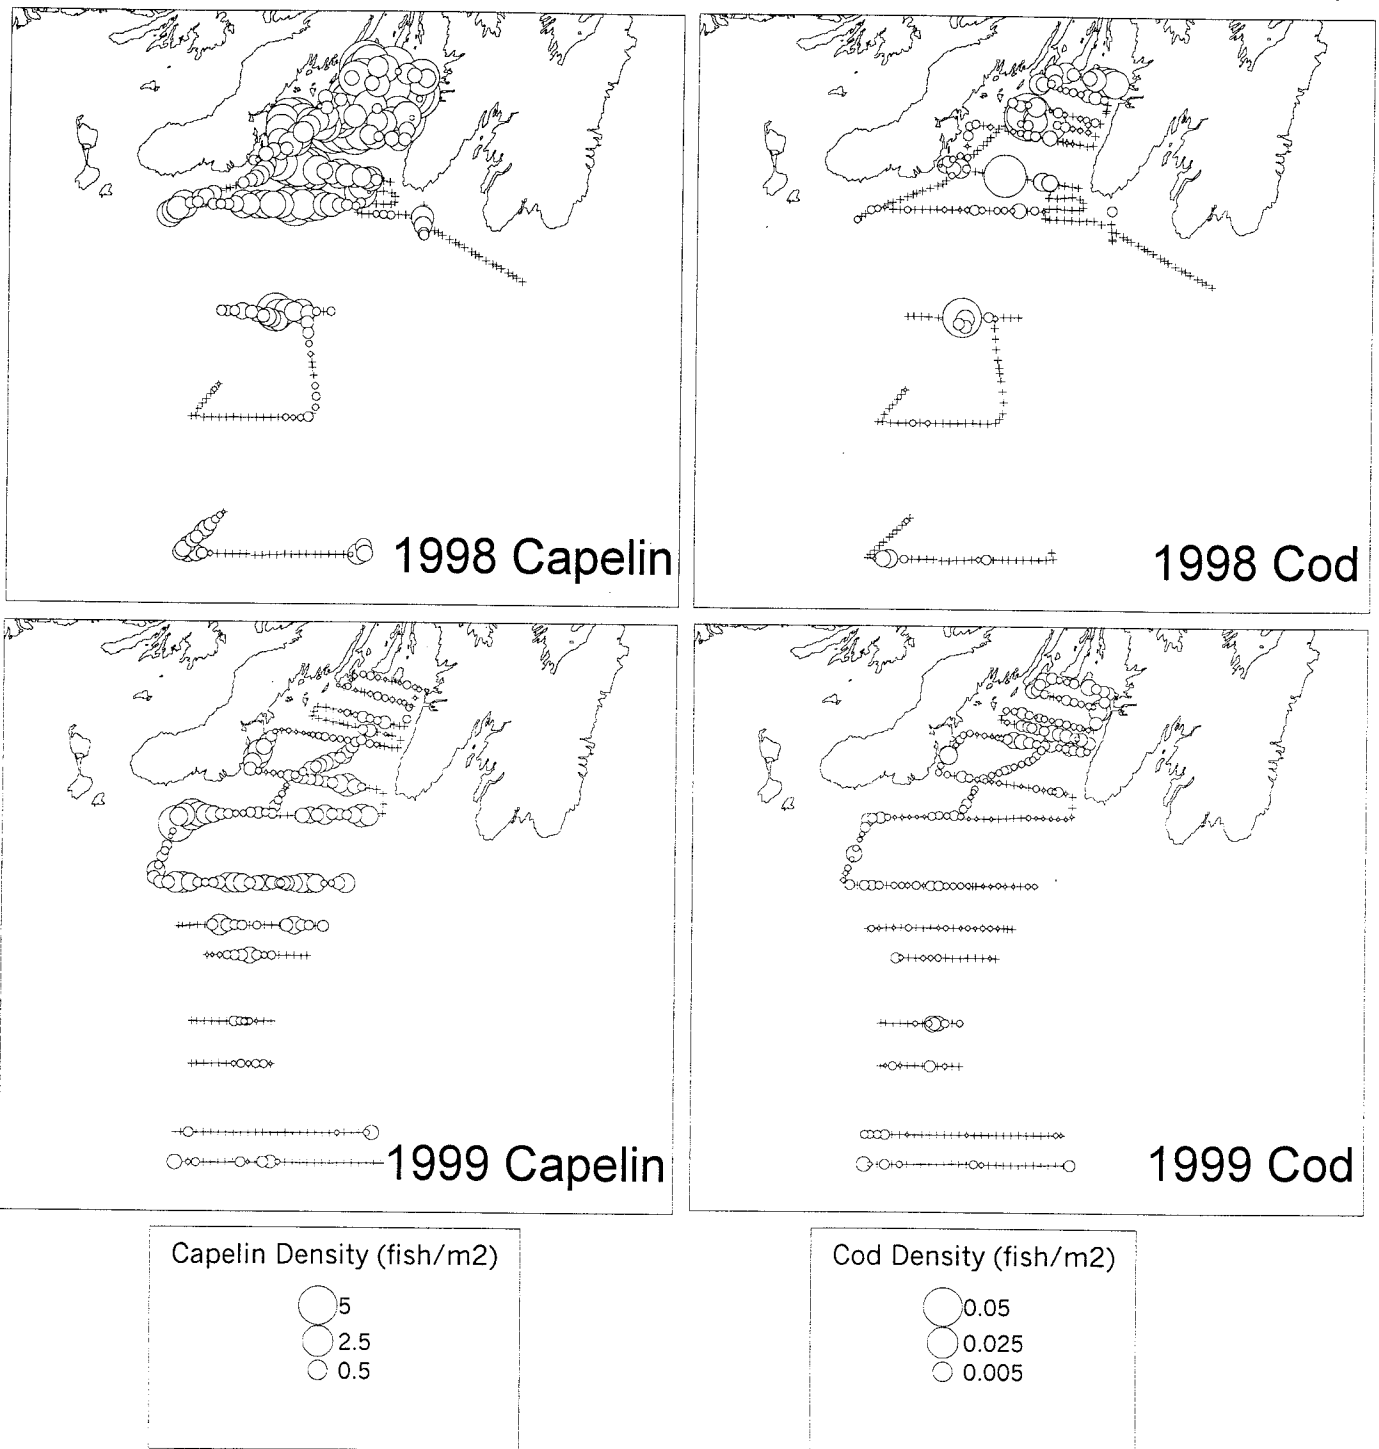 1998 Capelin
1998 Cod
1999 Capelin
1999 Cod
Capelin Density (fish/m2)
5
2.5
0.5
Cod Density (fish/m2)
0.05
0.025
0.005